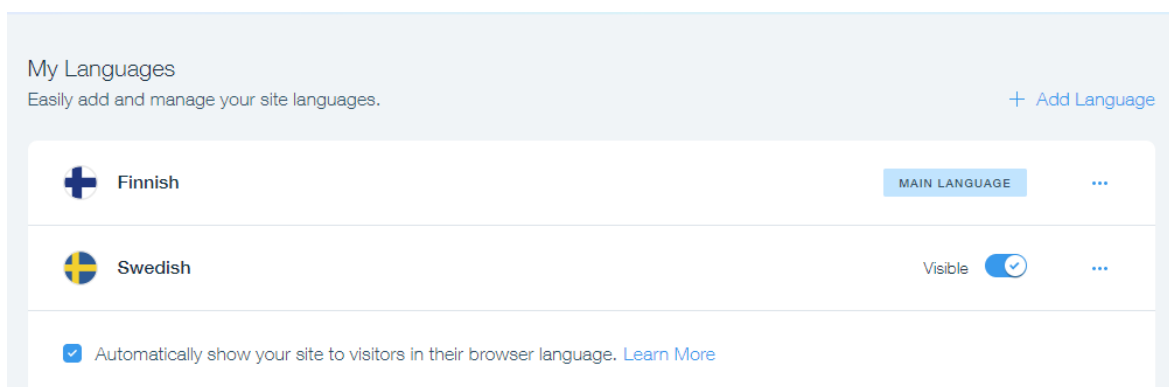 My Languages
Easily add and manage your site languages.
+ Add Language
Finnish
MAIN LANGUAGE
Swedish
Visible
Automatically show your site to visitors in their browser language. Learn More